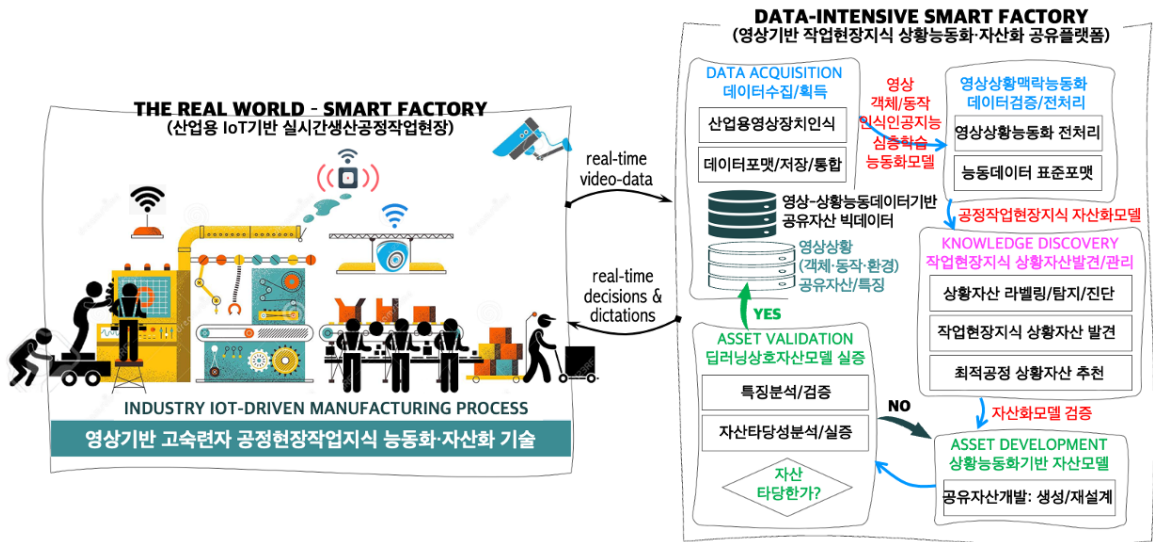 THE REAL WORLD - SMART FACTORY
(산업용 IoT기반 실시간생산공정작업현장)
INDUSTRY IOT-DRIVEN MANUFACTURING PROCESS
영상기반 고숙련자 공정현장작업지식 능동화·자산화 기술
real-time
video-data
real-time
decisions &
dictations
DATA-INTENSIVE SMART FACTORY
(영상기반 작업현장지식 상황능동화·자산화 공유플랫폼)
DATA ACQUISITION
데이터수집/획득
산업용영상장치인식
데이터포맷/저장/통합
영상
객체/동작
인식인공지능
심층학습
능동화모델
영상상황맥락능동화
데이터검증/전처리
영상상황능동화 전처리
능동데이터 표준포맷
영상-상황능동데이터기반
공유자산 빅데이터
영상상황
(객체·동작·환경)
공유자산/특징
공정작업현장지식 자산화모델
KNOWLEDGE DISCOVERY
작업현장지식 상황자산발견/관리
상황자산 라벨링/탐지/진단
작업현장지식 상황자산 발견
최적공정 상황자산 추천
YES
ASSET VALIDATION
딥러닝상호자산모델 실증
특징분석/검증
자산타당성분석/실증
자산
타당한가?
NO
자산화모델 검증
ASSET DEVELOPMENT
상황능동화기반 자산모델
공유자산개발: 생성/재설계